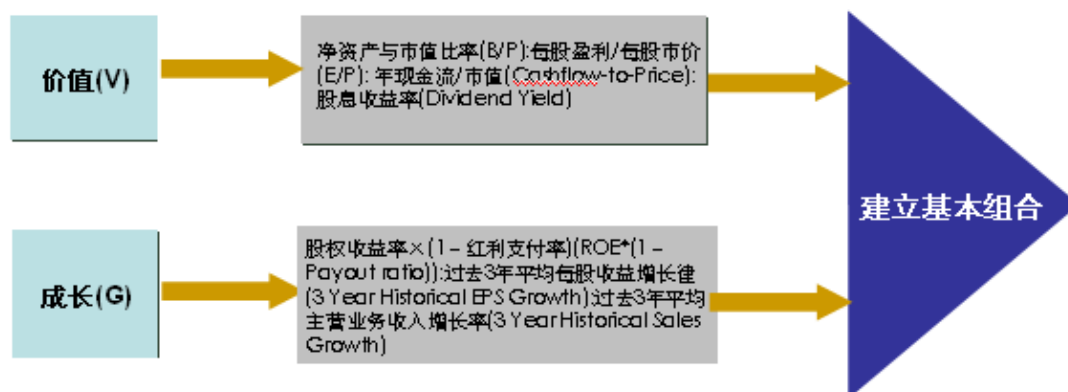 价值(V)
净资产与市值比率(B/P):每股盈利/每股市价
(E/P): 年现金流/市值(Cashflow-to-Price):
股息收益率(Dividend Yield)
建立基本组合
成长(G)
股权收益率×(1 – 红利支付率)(ROE*(1 –
Payout ratio)):过去3年平均每股收益增长律
(3 Year Historical EPS Growth):过去3年平均
主营业务收入增长率(3 Year Historical Sales
Growth)